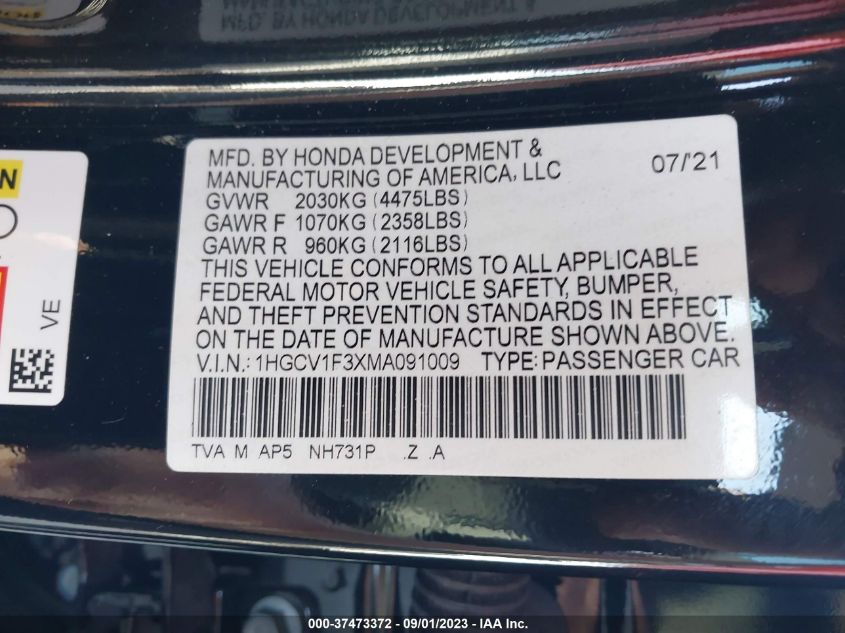 MFD. BY HONDA DEVELOPMENT &
MANUFACTURING OF AMERICA, LLC 07/'21
GVWR 2030KG (4475LBS)
GAWR F 1070KG (2358LBS)
GAWR R 960KG (2116LBS)
THIS VEHICLE CONFORMS TO ALL APPLICABLE
FEDERAL MOTOR VEHICLE SAFETY, BUMPER,
AND THEFT PREVENTION STANDARDS IN EFFECT
ON THE DATE OF MANUFACTURE SHOWN ABOVE.
V.I.N.: 1HGCV1F3XMA091009 TYPE: PASSENGER CAR
TVA M AP5 NH731P .Z .A
VE
000-37473372 - 09/01/2023 - IAA Inc.